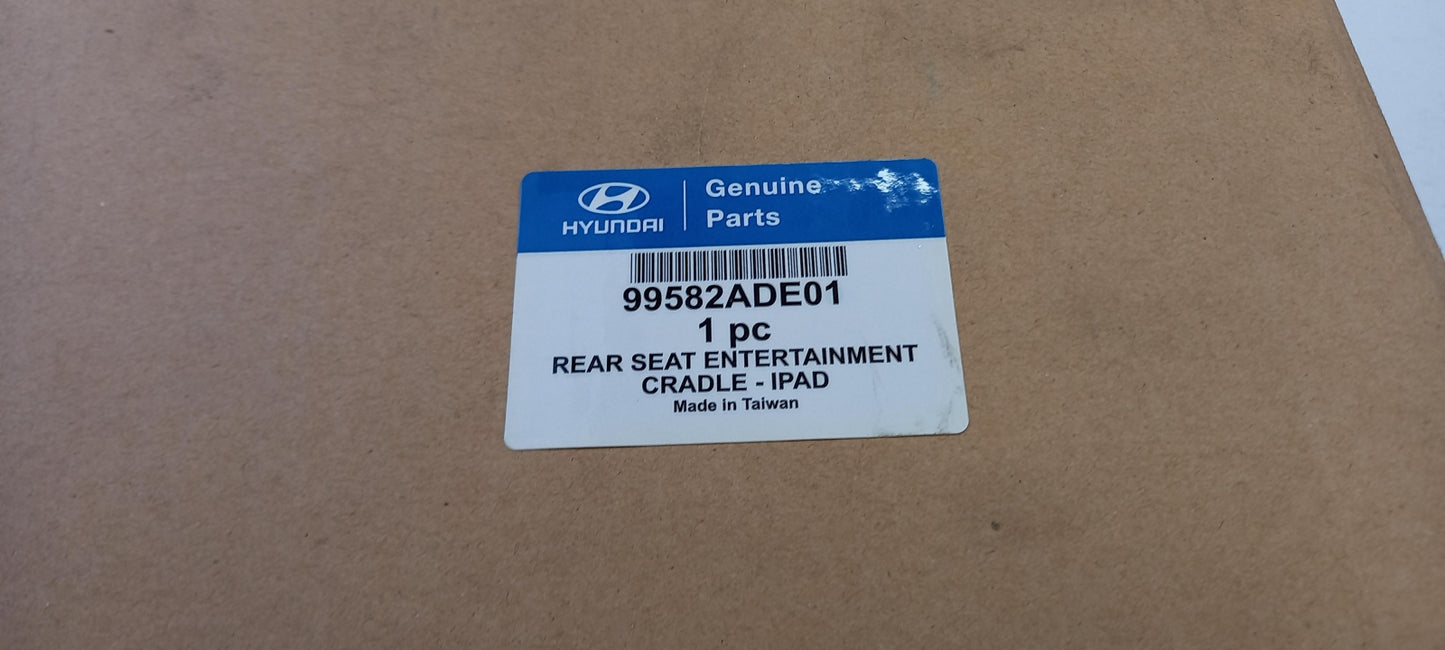 HYUNDAI
Genuine
Parts
99582ADE01
1 pc
REAR SEAT ENTERTAINMENT
CRADLE - IPAD
Made in Taiwan